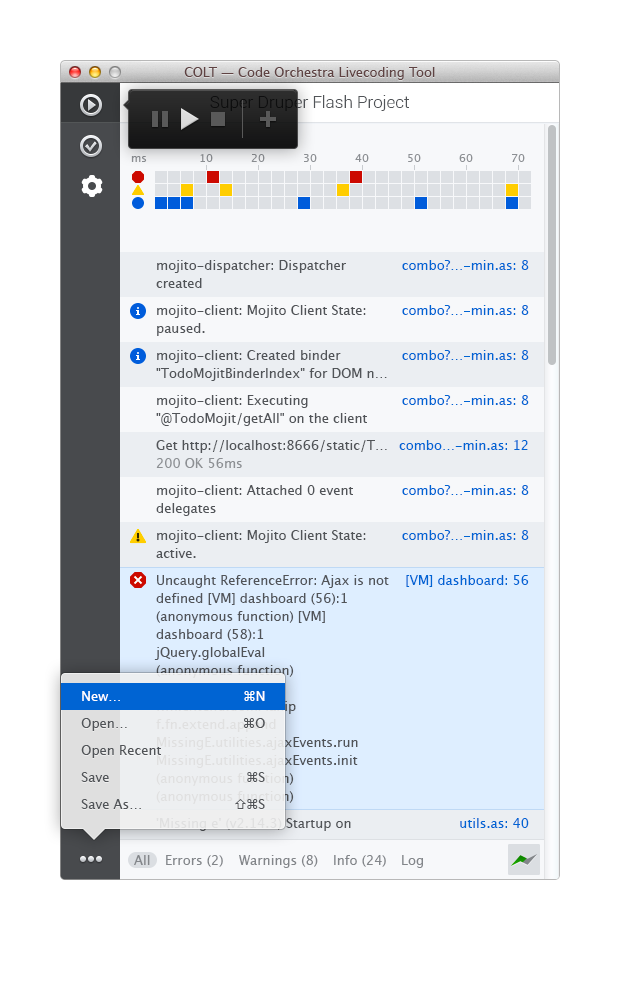 COLT — Code Orchestra Livecoding Tool
Super Druper Flash Project
ms 10 20 30 40 50 60 70
mojito-dispatcher: Dispatcher combo?...-min.as: 8
created
mojito-client: Mojito Client State: combo?...-min.as: 8
paused.
mojito-client: Created binder combo?...-min.as: 8
"TodoMojitBinderIndex" for DOM n...
mojito-client: Executing combo?...-min.as: 8
"@TodoMojit/getAll" on the client
Get http://localhost:8666/static/T... combo...-min.as: 12
200 OK 56ms
mojito-client: Attached 0 event combo?...-min.as: 8
delegates
mojito-client: Mojito Client State: combo?...-min.as: 8
active.
Uncaught ReferenceError: Ajax is not [VM] dashboard: 56
defined [VM] dashboard (56):1
(anonymous function) [VM]
dashboard (58):1
jQuery.globalEval
(anonymous function)
f.fn.extend.append
MissingE.utilities.ajaxEvents.run
MissingE.utilities.ajaxEvents.init
(anonymous function)
(anonymous function)
'Missing e' (v2.14.3) Startup on utils.as: 40
New... ⌘N
Open... ⌘O
Open Recent
Save ⌘S
Save As... ⇧⌘S
All Errors (2) Warnings (8) Info (24) Log